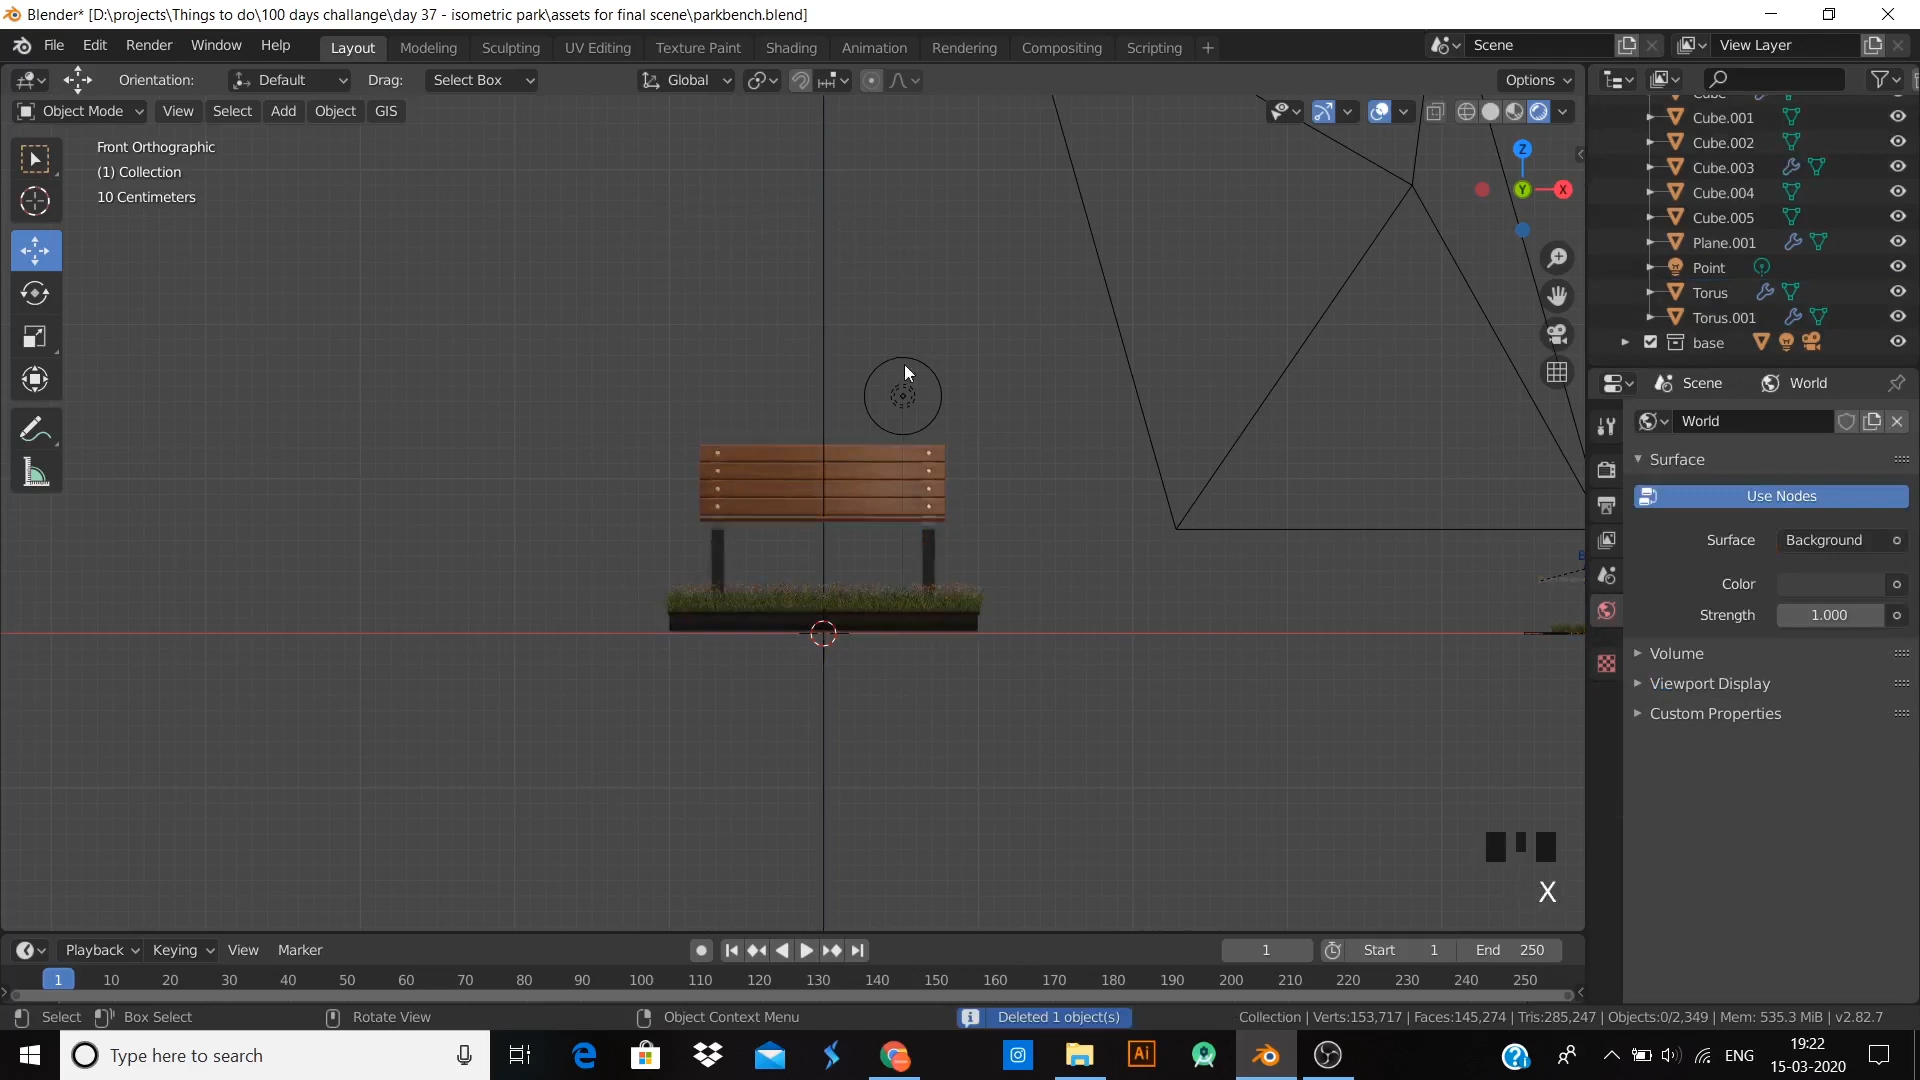 Blender* [D:\projects\Things to do\100 days challange\day 37 - isometric park\assets for final scene\parkbench.blend]
File Edit Render Window Help Layout Modeling Sculpting UV Editing Texture Paint Shading Animation Rendering Compositing Scripting + Scene View Layer
Orientation: Default Drag: Select Box Global Options
Object Mode View Select Add Object GIS
Front Orthographic
(1) Collection
10 Centimeters
Z
Y
X
Cube.001
Cube.002
Cube.003
Cube.004
Cube.005
Plane.001
Point
Torus
Torus.001
base
Scene World
World
Surface
Use Nodes
Surface Background
Color
Strength 1.000
Volume
Viewport Display
Custom Properties
X
Playback Keying View Marker 1 Start 1 End 250
1 10 20 30 40 50 60 70 80 90 100 110 120 130 140 150 160 170 180 190 200 210 220 230 240 250
Select Box Select Rotate View Object Context Menu Deleted 1 object(s) Collection | Verts:153,717 | Faces:145,274 | Tris:285,247 | Objects:0/2,349 | Mem: 535.3 MiB | v2.82.7
Type here to search Ai ENG 19:22
15-03-2020